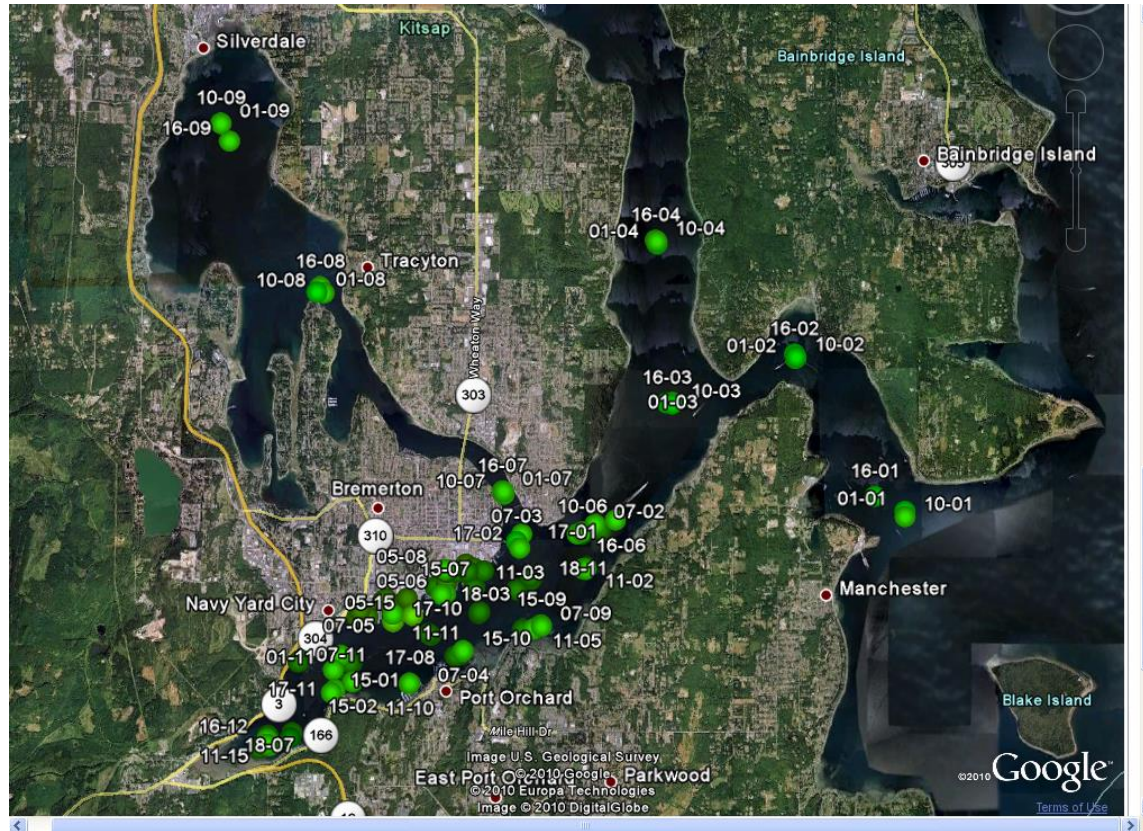 Silverdale
Kitsap
Bainbridge Island
10-09
01-09
16-09
Bainbridge Island
16-04
01-04
10-04
16-08
Tracyton
10-08
01-08
Wheaton Way
16-02
01-02
10-02
303
16-03
10-03
01-03
16-07
10-07
01-07
16-01
01-01
10-01
Bremerton
10-06
07-02
07-03
17-02
17-01
310
16-06
05-08
15-07
18-11
11-03
11-02
05-06
18-03
Manchester
Navy Yard City
05-15
17-10
15-09
07-09
07-05
304
11-11
15-10
11-05
01-11
07-11
17-08
07-04
17-11
15-01
Port Orchard
3
15-02
11-10
Blake Island
16-12
166
11-15
18-07
Mile Hill Dr
Image U.S. Geological Survey
© 2010 Google
East Port Orchard
Parkwood
© 2010 Europa Technologies
Image © 2010 DigitalGlobe
©2010 Google
Terms of Use